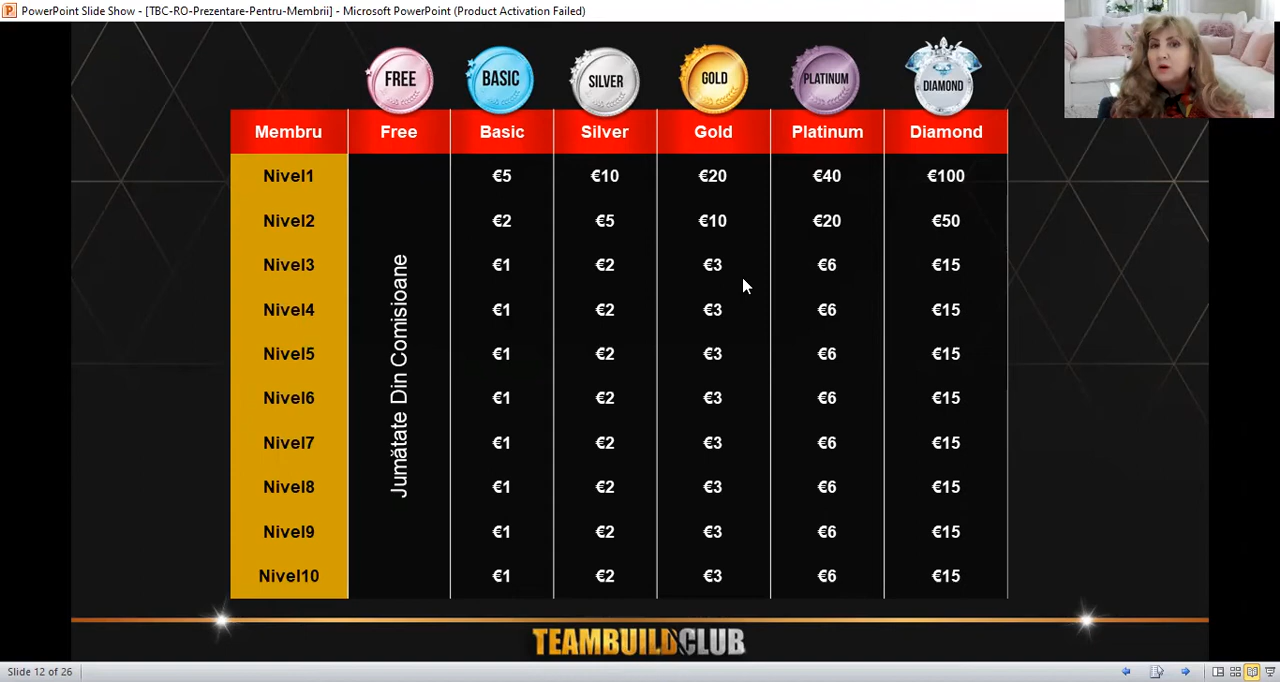 PowerPoint Slide Show - [TBC-RO-Prezentare-Pentru-Membrii] - Microsoft PowerPoint (Product Activation Failed)
FREE BASIC SILVER GOLD PLATINUM DIAMOND
Membru Free Basic Silver Gold Platinum Diamond
Nivel1 €5 €10 €20 €40 €100
Nivel2 €2 €5 €10 €20 €50
Nivel3 €1 €2 €3 €6 €15
Nivel4 €1 €2 €3 €6 €15
Nivel5 €1 €2 €3 €6 €15
Nivel6 €1 €2 €3 €6 €15
Nivel7 €1 €2 €3 €6 €15
Nivel8 €1 €2 €3 €6 €15
Nivel9 €1 €2 €3 €6 €15
Nivel10 €1 €2 €3 €6 €15
Jumătate Din Comisioane
TEAMBUILDCLUB
Slide 12 of 26